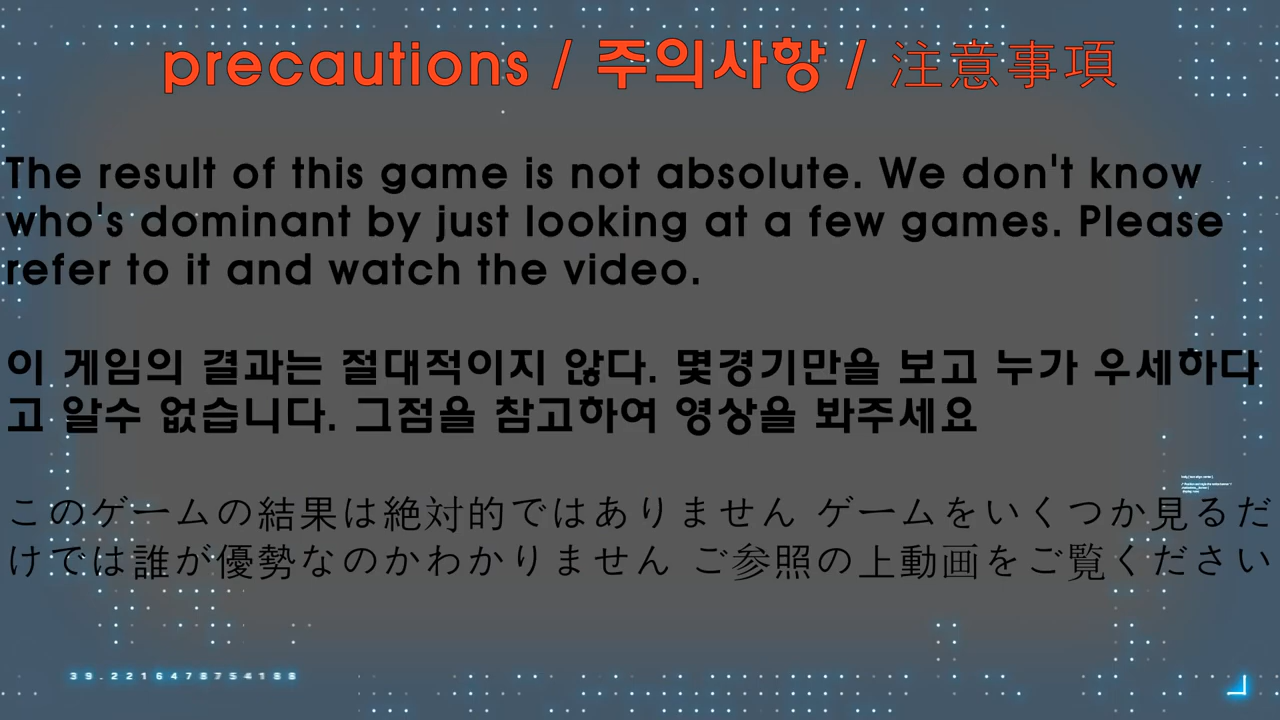 precautions / 주의사항 / 注意事項
The result of this game is not absolute. We don't know
who's dominant by just looking at a few games. Please
refer to it and watch the video.
이 게임의 결과는 절대적이지 않다. 몇경기만을 보고 누가 우세하다
고 알수 없습니다. 그점을 참고하여 영상을 봐주세요
このゲームの結果は絶対的ではありません ゲームをいくつか見るだ
けでは誰が優勢なのかわかりません ご参照の上動画をご覧ください
39.2216478754188